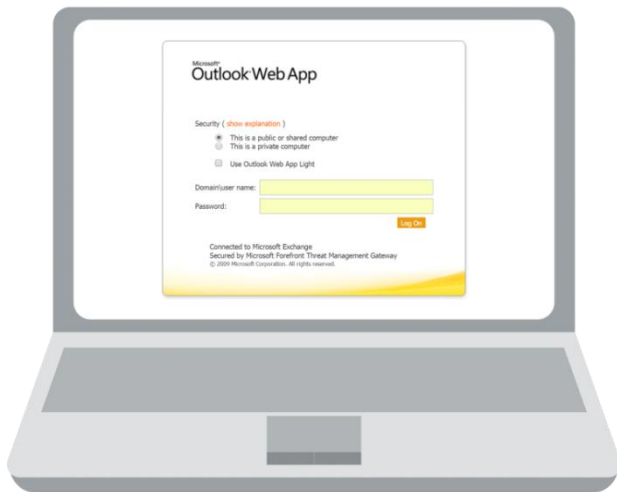 Microsoft®
Outlook Web App
Security ( show explanation )
This is a public or shared computer
This is a private computer
Use Outlook Web App Light
Domain\user name:
Password:
Log On
Connected to Microsoft Exchange
Secured by Microsoft Forefront Threat Management Gateway
© 2009 Microsoft Corporation. All rights reserved.